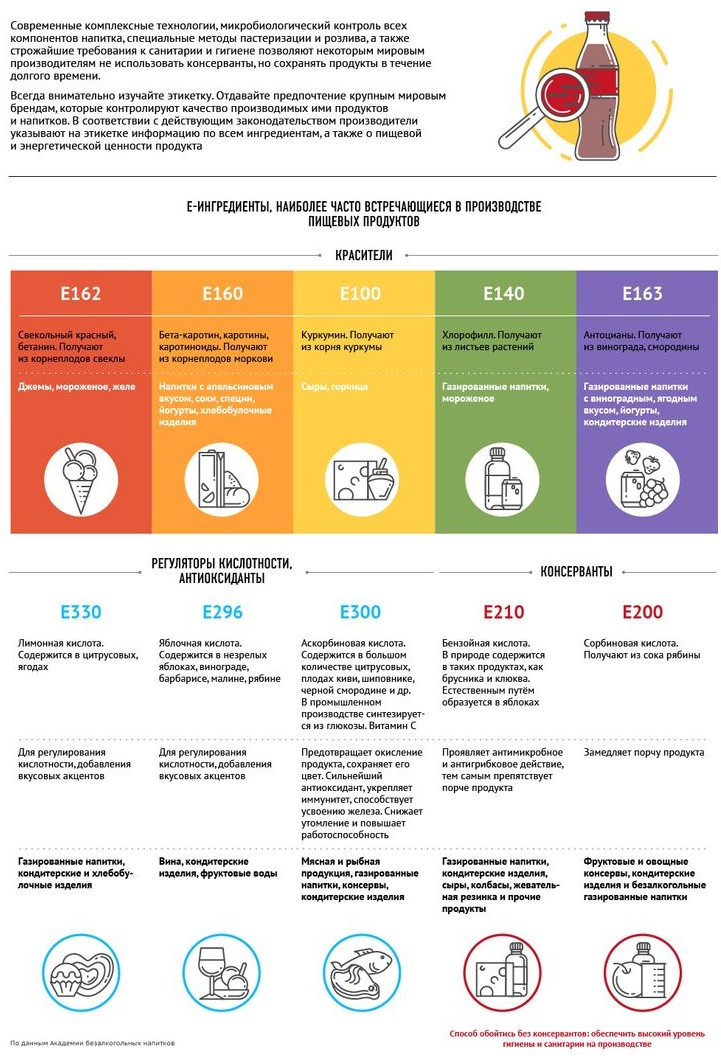 Современные комплексные технологии, микробиологический контроль всех
компонентов напитка, специальные методы пастеризации и розлива, а также
строжайшие требования к санитарии и гигиене позволяют некоторым мировым
производителям не использовать консерванты, но сохранять продукты в течение
долгого времени.
Всегда внимательно изучайте этикетку. Отдавайте предпочтение крупным мировым
брендам, которые контролируют качество производимых ими продуктов
и напитков. В соответствии с действующим законодательством производители
указывают на этикетке информацию по всем ингредиентам, а также о пищевой
и энергетической ценности продукта
Е-ИНГРЕДИЕНТЫ, НАИБОЛЕЕ ЧАСТО ВСТРЕЧАЮЩИЕСЯ В ПРОИЗВОДСТВЕ
ПИЩЕВЫХ ПРОДУКТОВ
КРАСИТЕЛИ
Е162
Свекольный красный,
бетанин. Получают
из корнеплодов свеклы
Джемы, мороженое, желе
Е160
Бета-каротин, каротины,
каротиноиды. Получают
из корнеплодов моркови
Напитки с апельсиновым
вкусом, соки, специи,
йогурты, хлебобулочные
изделия
Е100
Куркумин. Получают
из корня куркумы
Сыры, горчица
Е140
Хлорофилл. Получают
из листьев растений
Газированные напитки,
мороженое
Е163
Антоцианы. Получают
из винограда, смородины
Газированные напитки
с виноградным, ягодным
вкусом, йогурты,
кондитерские изделия
РЕГУЛЯТОРЫ КИСЛОТНОСТИ,
АНТИОКСИДАНТЫ
Е330
Лимонная кислота.
Содержится в цитрусовых,
ягодах
Для регулирования
кислотности, добавления
вкусовых акцентов
Газированные напитки,
кондитерские и хлебобу-
лочные изделия
Е296
Яблочная кислота.
Содержится в незрелых
яблоках, винограде,
барбарисе, малине, рябине
Для регулирования
кислотности, добавления
вкусовых акцентов
Вина, кондитерские
изделия, фруктовые воды
Е300
Аскорбиновая кислота.
Содержится в большом
количестве цитрусовых,
плодах киви, шиповнике,
черной смородине и др.
В промышленном
производстве синтезирует-
ся из глюкозы. Витамин С
Предотвращает окисление
продукта, сохраняет его
цвет. Сильнейший
антиоксидант, укрепляет
иммунитет, способствует
усвоению железа. Снижает
утомление и повышает
работоспособность
Мясная и рыбная
продукция, газированные
напитки, консервы,
кондитерские изделия
КОНСЕРВАНТЫ
Е210
Бензойная кислота.
В природе содержится
в таких продуктах, как
брусника и клюква.
Естественным путём
образуется в яблоках
Проявляет антимикробное
и антигрибковое действие,
тем самым препятствует
порче продукта
Газированные напитки,
кондитерские изделия,
сыры, колбасы, жеватель-
ная резинка и прочие
продукты
Е200
Сорбиновая кислота.
Получают из сока рябины
Замедляет порчу продукта
Фруктовые и овощные
консервы, кондитерские
изделия и безалкогольные
газированные напитки
Способ обойтись без консервантов: обеспечить высокий уровень
гигиены и санитарии на производстве
По данным Академии безалкогольных напитков